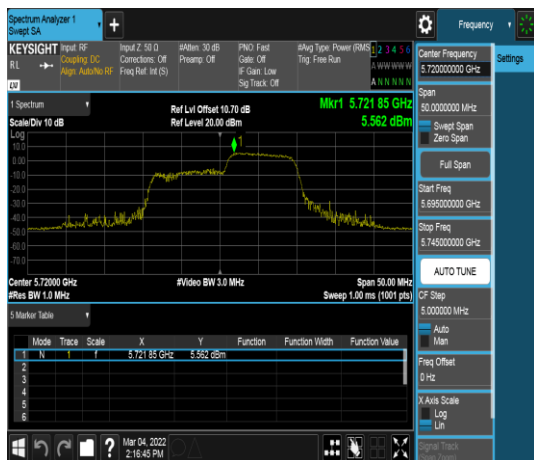 Spectrum Analyzer 1
Swept SA
Frequency
KEYSIGHT Input: RF Input Z: 50 Ω #Atten: 30 dB PNO: Fast #Avg Type: Power (RMS 1 2 3 4 5 6
RL Coupling: DC Corrections: Off Preamp: Off Gate: Off Trig: Free Run A W W W W W
Align: Auto/No RF Freq Ref: Int (S) IF Gain: Low
LXI Sig Track: Off A N N N N N
1 Spectrum
Scale/Div 10 dB
Ref Lvl Offset 10.70 dB
Ref Level 20.00 dBm
Mkr1 5.721 85 GHz
5.562 dBm
Log
10.0
0.00
-10.0
-20.0
-30.0
-40.0
-50.0
-60.0
-70.0
1
Center 5.72000 GHz #Video BW 3.0 MHz Span 50.00 MHz
#Res BW 1.0 MHz Sweep 1.00 ms (1001 pts)
5 Marker Table
Mode Trace Scale X Y Function Function Width Function Value
1 N 1 f 5.721 85 GHz 5.562 dBm
2
3
4
5
6
Mar 04, 2022
2:16:45 PM
Center Frequency
5.720000000 GHz
Settings
Span
50.0000000 MHz
Swept Span
Zero Span
Full Span
Start Freq
5.695000000 GHz
Stop Freq
5.745000000 GHz
AUTO TUNE
CF Step
5.000000 MHz
Auto
Man
Freq Offset
0 Hz
X Axis Scale
Log
Lin
Signal Track
(Span Zoom)